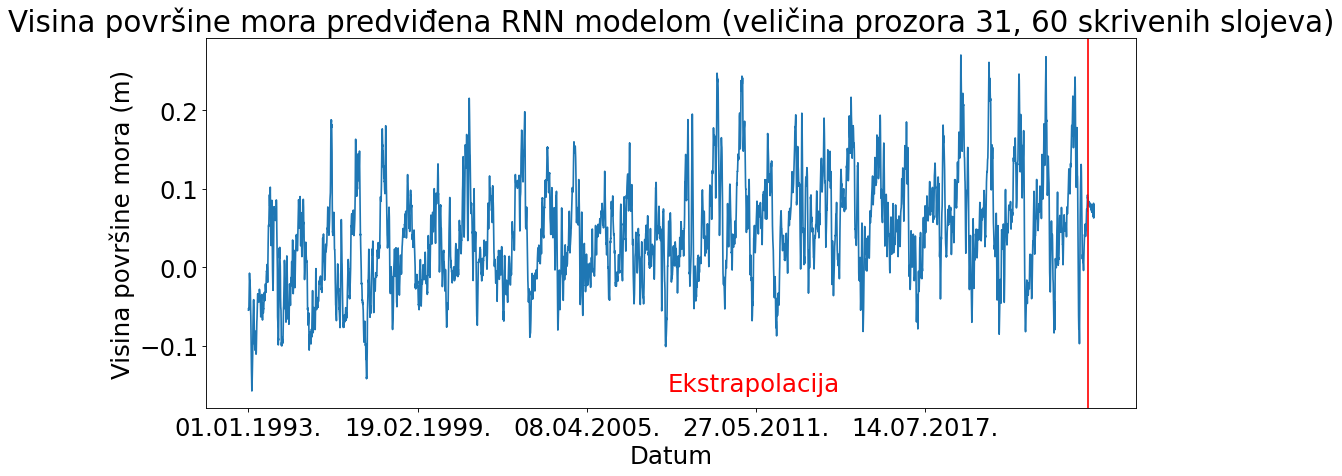 Visina površine mora predviđena RNN modelom (veličina prozora 31, 60 skrivenih slojeva)
Visina površine mora (m)
0.2
0.1
0.0
−0.1
Ekstrapolacija
01.01.1993. 19.02.1999. 08.04.2005. 27.05.2011. 14.07.2017.
Datum